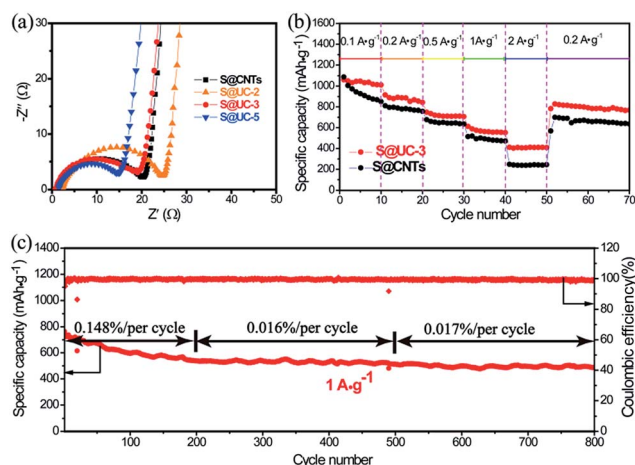 (a)
30
20
10
0
-Z″ (Ω)
S@CNTs
S@UC-2
S@UC-3
S@UC-5
0 10 20 30 40 50
Z′ (Ω)
(b)
1600
1400
1200
1000
800
600
400
200
0
Specific capacity (mAh•g⁻¹)
0.1 A•g⁻¹ 0.2 A•g⁻¹ 0.5 A•g⁻¹ 1A•g⁻¹ 2 A•g⁻¹ 0.2 A•g⁻¹
S@UC-3
S@CNTs
0 10 20 30 40 50 60 70
Cycle number
(c)
1400
1200
1000
800
600
400
200
0
Specific capacity (mAh•g⁻¹)
0.148%/per cycle 0.016%/per cycle 0.017%/per cycle
1 A•g⁻¹
120
100
80
60
40
20
0
Coulombic efficiency(%)
100 200 300 400 500 600 700 800
Cycle number